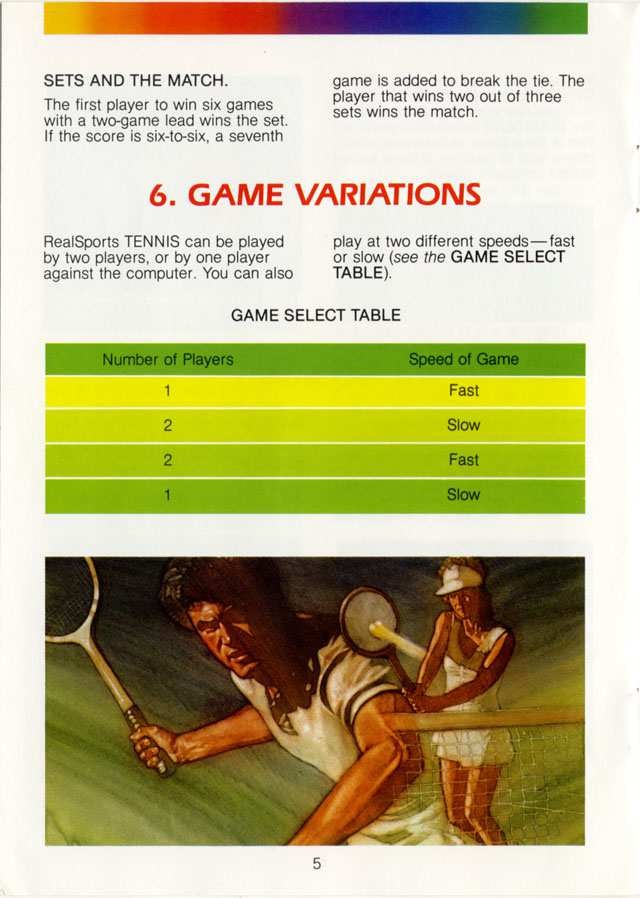 SETS AND THE MATCH.
The first player to win six games
with a two-game lead wins the set.
If the score is six-to-six, a seventh
game is added to break the tie. The
player that wins two out of three
sets wins the match.
6. GAME VARIATIONS
RealSports TENNIS can be played
by two players, or by one player
against the computer. You can also
play at two different speeds—fast
or slow (see the GAME SELECT
TABLE).
GAME SELECT TABLE
Number of Players Speed of Game
1 Fast
2 Slow
2 Fast
1 Slow
5